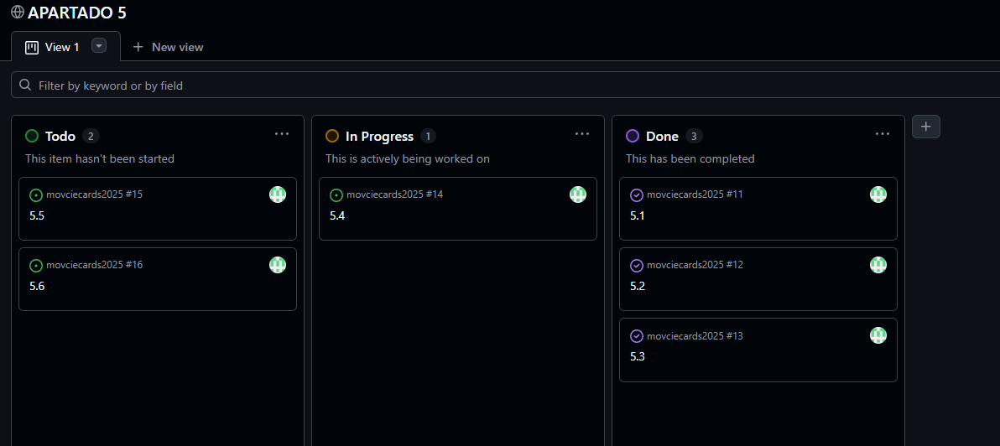 APARTADO 5
View 1
New view
Filter by keyword or by field
Todo 2
This item hasn't been started
movciecards2025 #15
5.5
movciecards2025 #16
5.6
In Progress 1
This is actively being worked on
movciecards2025 #14
5.4
Done 3
This has been completed
movciecards2025 #11
5.1
movciecards2025 #12
5.2
movciecards2025 #13
5.3